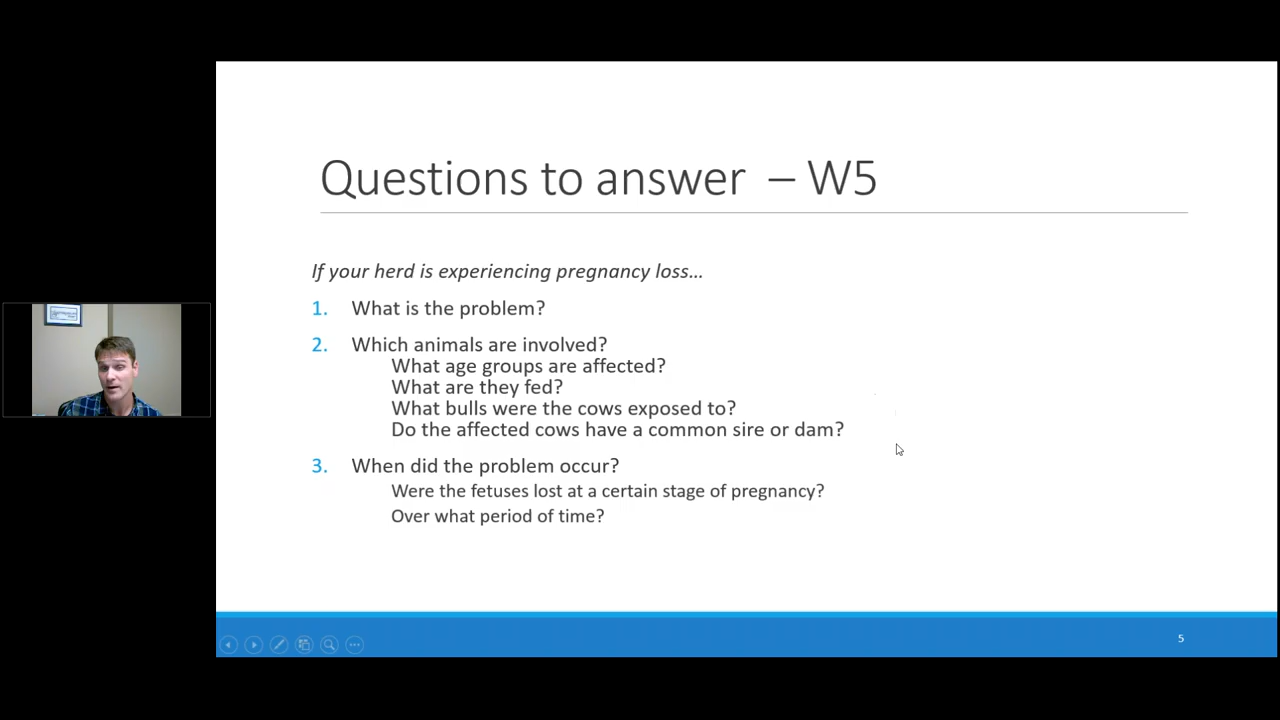 Questions to answer – W5
If your herd is experiencing pregnancy loss…
1. What is the problem?
2. Which animals are involved?
What age groups are affected?
What are they fed?
What bulls were the cows exposed to?
Do the affected cows have a common sire or dam?
3. When did the problem occur?
Were the fetuses lost at a certain stage of pregnancy?
Over what period of time?
5